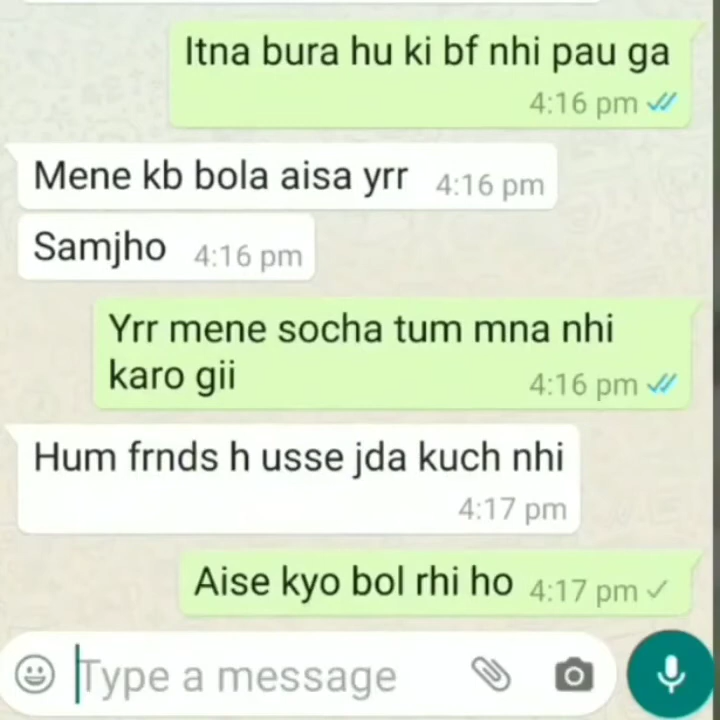 Itna bura hu ki bf nhi pau ga
4:16 pm
Mene kb bola aisa yrr 4:16 pm
Samjho 4:16 pm
Yrr mene socha tum mna nhi
karo gii 4:16 pm
Hum frnds h usse jda kuch nhi
4:17 pm
Aise kyo bol rhi ho 4:17 pm
Type a message